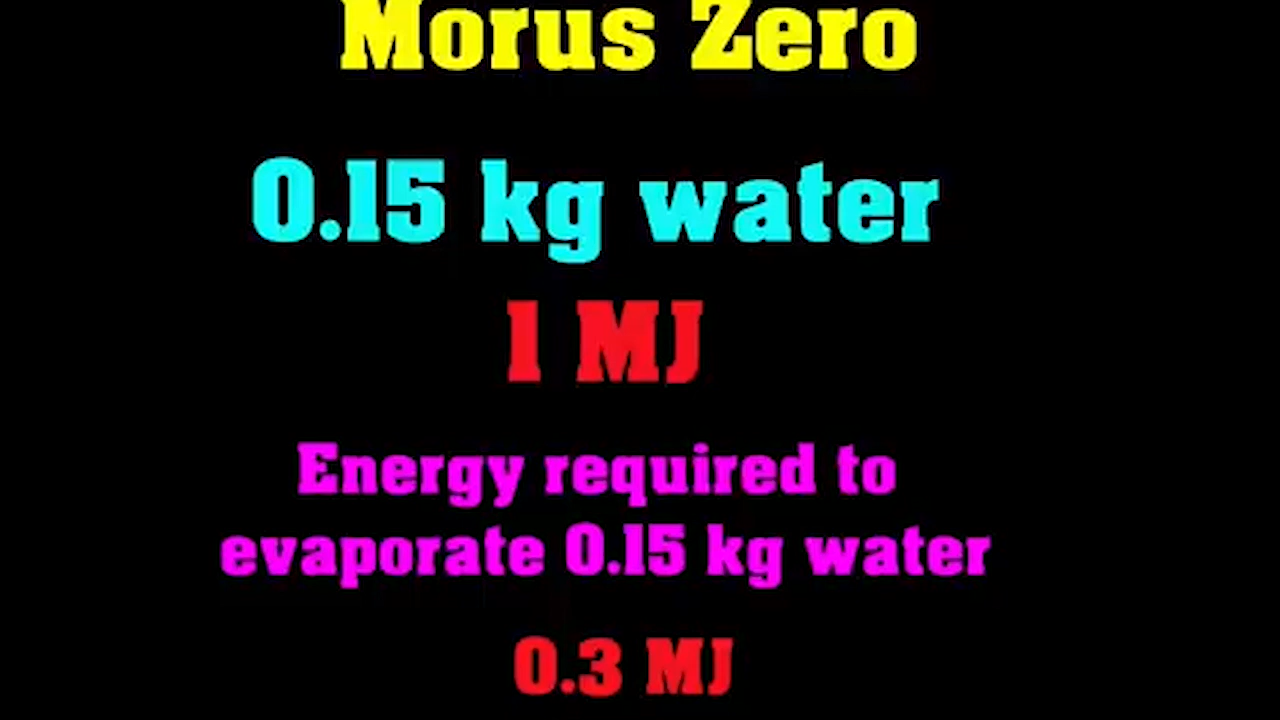 Morus Zero
0.15 kg water
1 MJ
Energy required to
evaporate 0.15 kg water
0.3 MJ